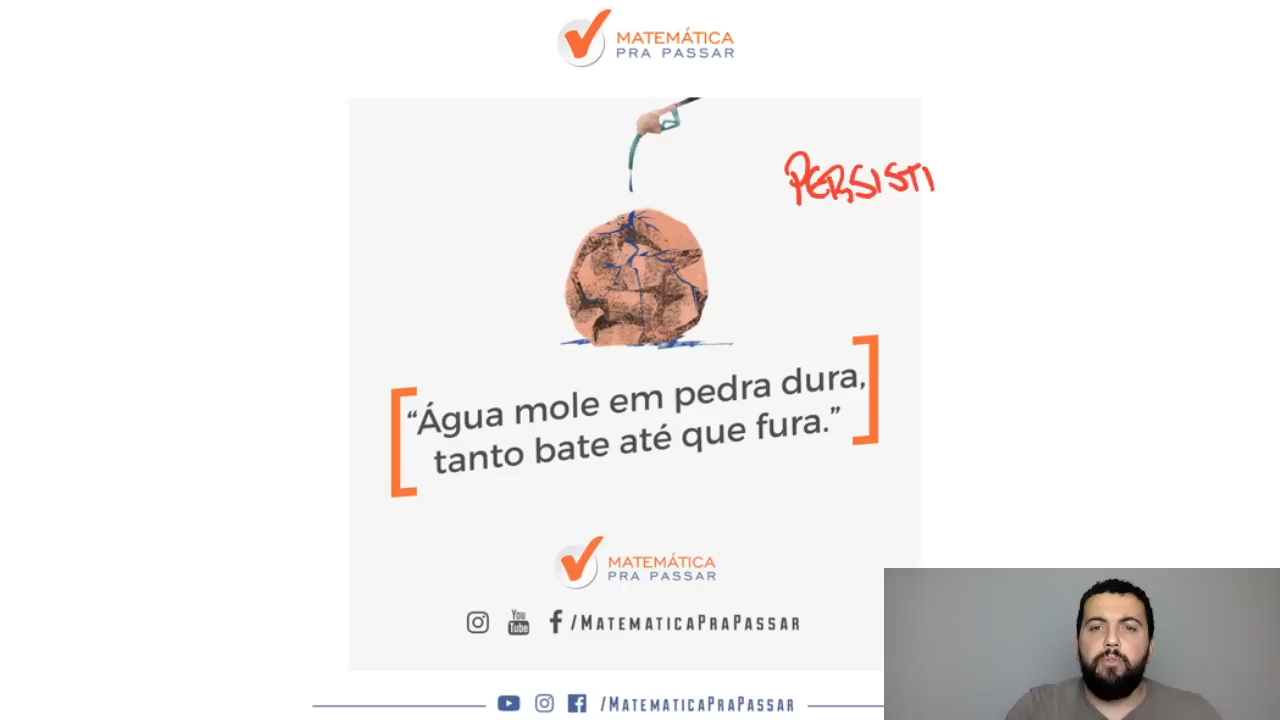 MATEMÁTICA
PRA PASSAR
PERSISTI
“Água mole em pedra dura,
tanto bate até que fura.”
MATEMÁTICA
PRA PASSAR
You
Tube
/MATEMATICAPRAPASSAR
/MATEMATICAPRAPASSAR